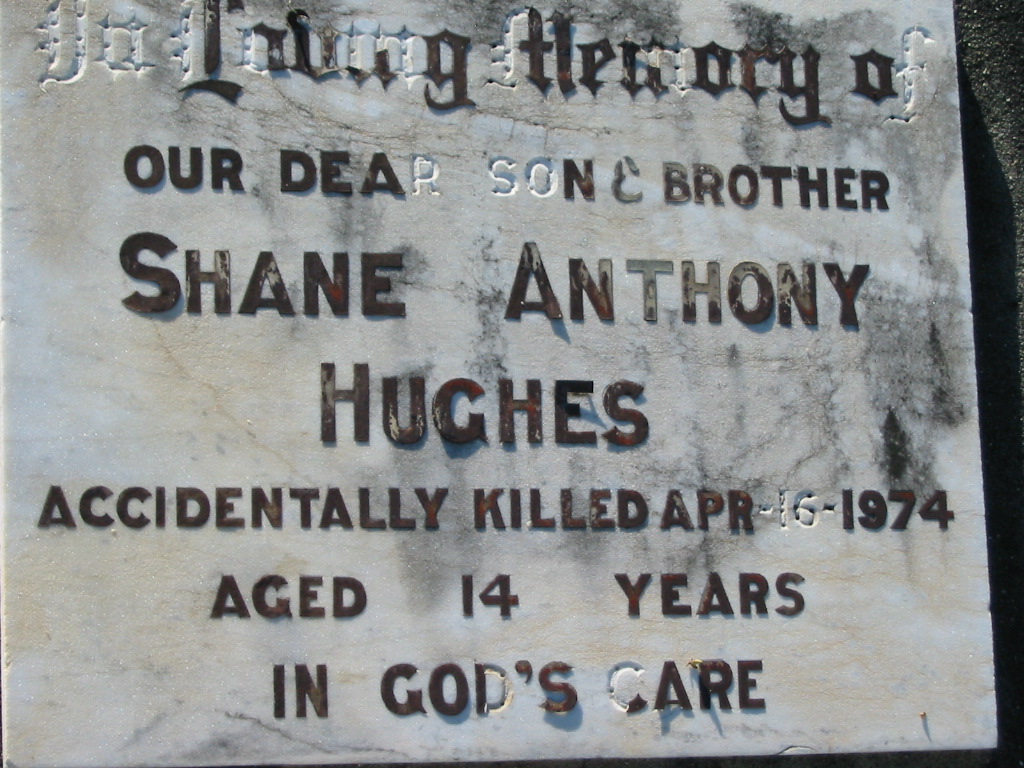 In Loving Memory of
OUR DEAR SON & BROTHER
SHANE ANTHONY
HUGHES
ACCIDENTALLY KILLED APR-16-1974
AGED 14 YEARS
IN GOD'S CARE